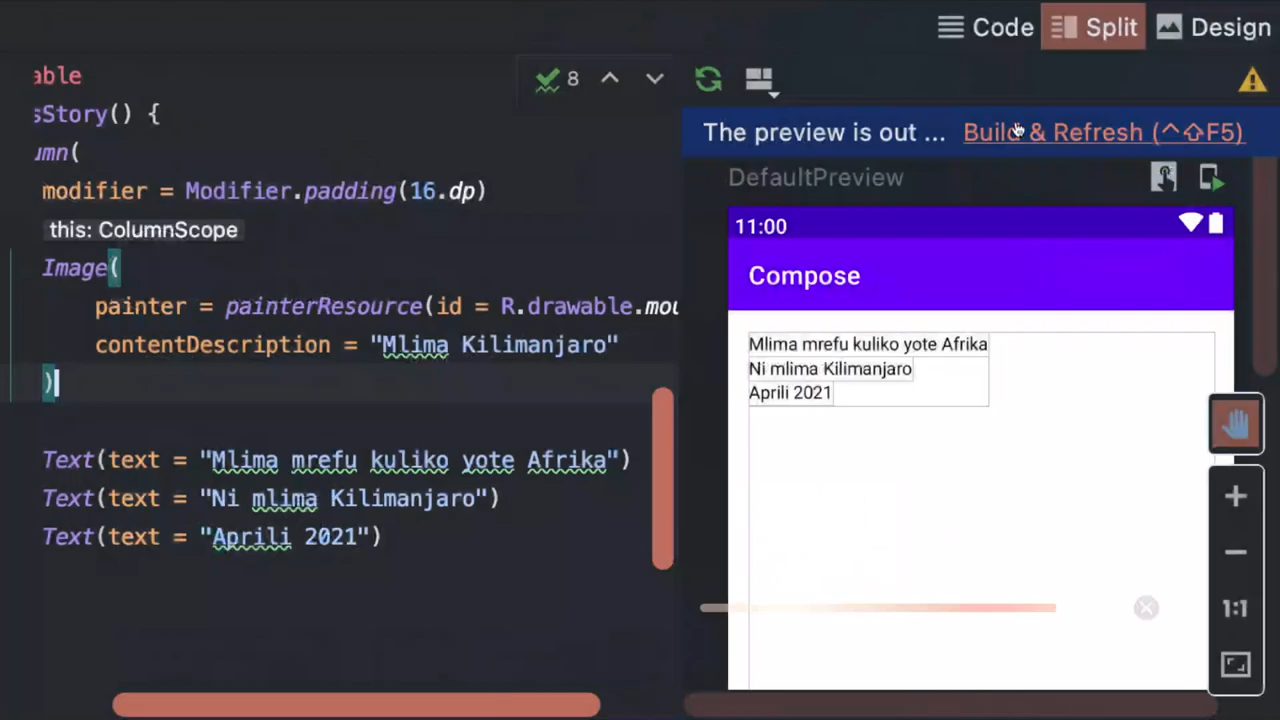 Code Split Design
able
8
sStory() {
The preview is out ... Build & Refresh (^⇧F5)
umn(
DefaultPreview
modifier = Modifier.padding(16.dp)
this: ColumnScope
11:00
Image(
Compose
painter = painterResource(id = R.drawable.mou
contentDescription = "Mlima Kilimanjaro"
)
Mlima mrefu kuliko yote Afrika
Ni mlima Kilimanjaro
Aprili 2021
Text(text = "Mlima mrefu kuliko yote Afrika")
Text(text = "Ni mlima Kilimanjaro")
Text(text = "Aprili 2021")
1:1